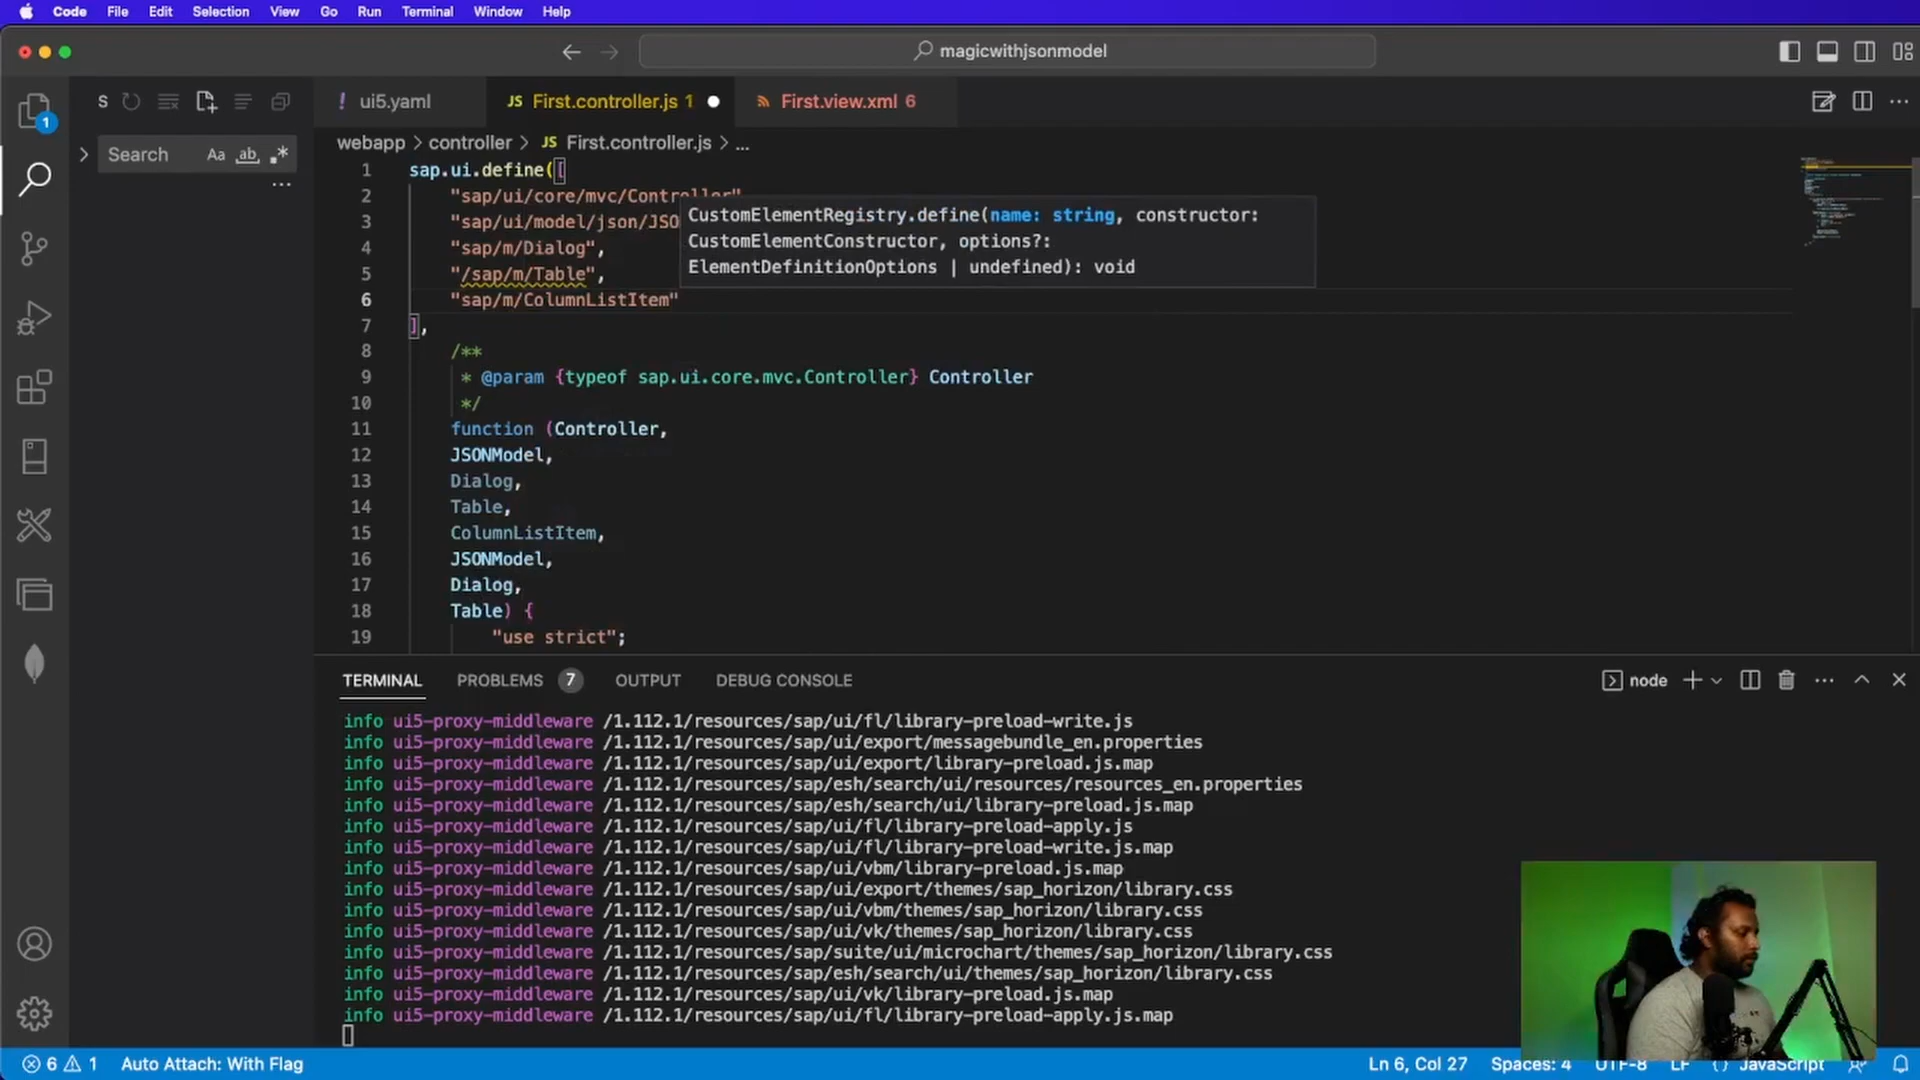 Code File Edit Selection View Go Run Terminal Window Help
magicwithjsonmodel
S
ui5.yaml
JS First.controller.js 1
First.view.xml 6
1
Search Aa ab .*
webapp > controller > JS First.controller.js > ...
1 sap.ui.define([
2 "sap/ui/core/mvc/Controller"
3 "sap/ui/model/json/JSO
4 "sap/m/Dialog",
5 "/sap/m/Table",
6 "sap/m/ColumnListItem"
7 ],
CustomElementRegistry.define(name: string, constructor:
CustomElementConstructor, options?:
ElementDefinitionOptions | undefined): void
8 /**
9 * @param {typeof sap.ui.core.mvc.Controller} Controller
10 */
11 function (Controller,
12 JSONModel,
13 Dialog,
14 Table,
15 ColumnListItem,
16 JSONModel,
17 Dialog,
18 Table) {
19 "use strict";
TERMINAL PROBLEMS 7 OUTPUT DEBUG CONSOLE
node
info ui5-proxy-middleware /1.112.1/resources/sap/ui/fl/library-preload-write.js
info ui5-proxy-middleware /1.112.1/resources/sap/ui/export/messagebundle_en.properties
info ui5-proxy-middleware /1.112.1/resources/sap/ui/export/library-preload.js.map
info ui5-proxy-middleware /1.112.1/resources/sap/esh/search/ui/resources/resources_en.properties
info ui5-proxy-middleware /1.112.1/resources/sap/esh/search/ui/library-preload.js.map
info ui5-proxy-middleware /1.112.1/resources/sap/ui/fl/library-preload-apply.js
info ui5-proxy-middleware /1.112.1/resources/sap/ui/fl/library-preload-write.js.map
info ui5-proxy-middleware /1.112.1/resources/sap/ui/vbm/library-preload.js.map
info ui5-proxy-middleware /1.112.1/resources/sap/ui/export/themes/sap_horizon/library.css
info ui5-proxy-middleware /1.112.1/resources/sap/ui/vbm/themes/sap_horizon/library.css
info ui5-proxy-middleware /1.112.1/resources/sap/ui/vk/themes/sap_horizon/library.css
info ui5-proxy-middleware /1.112.1/resources/sap/suite/ui/microchart/themes/sap_horizon/library.css
info ui5-proxy-middleware /1.112.1/resources/sap/esh/search/ui/themes/sap_horizon/library.css
info ui5-proxy-middleware /1.112.1/resources/sap/ui/vk/library-preload.js.map
info ui5-proxy-middleware /1.112.1/resources/sap/ui/fl/library-preload-apply.js.map
6 1 Auto Attach: With Flag
Ln 6, Col 27 Spaces: 4 UTF-8 LF {} JavaScript